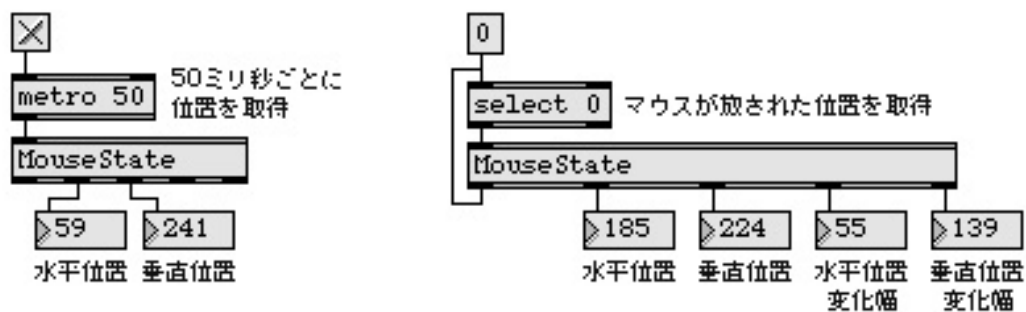 metro 50
50ミリ秒ごとに
位置を取得
MouseState
59
241
水平位置
垂直位置
0
select 0
マウスが放された位置を取得
MouseState
185
224
55
139
水平位置
垂直位置
水平位置
変化幅
垂直位置
変化幅